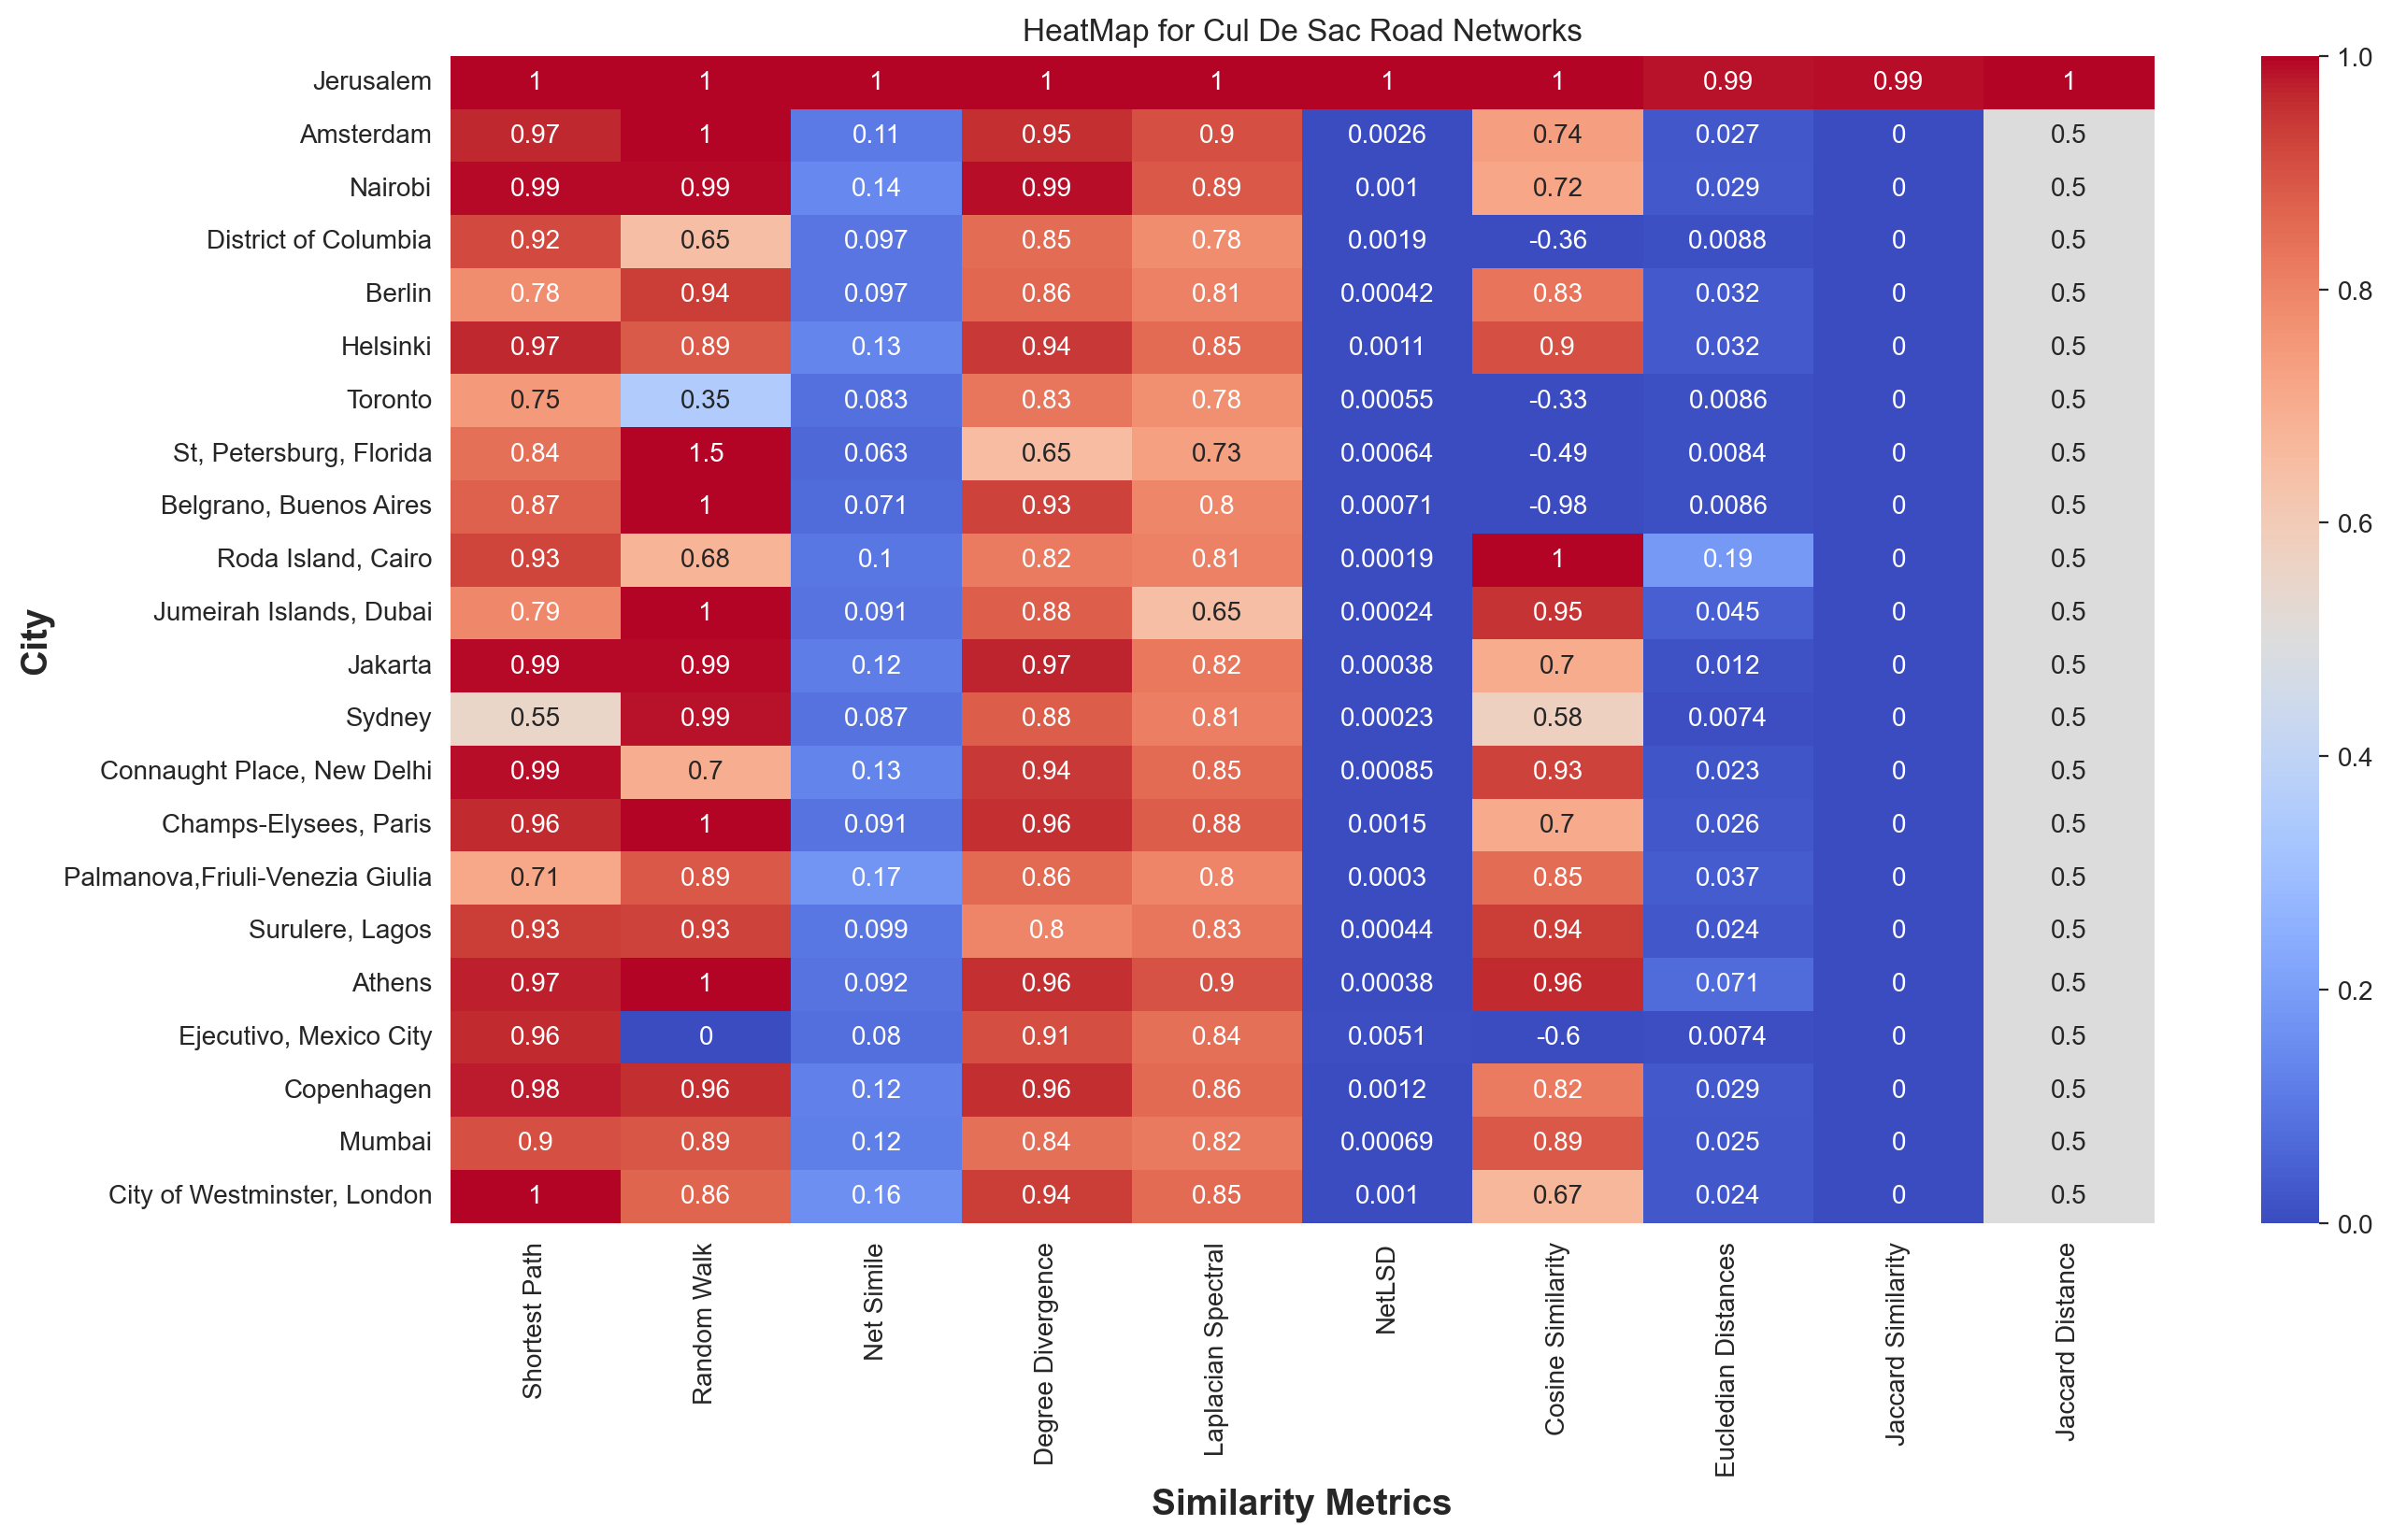 HeatMap for Cul De Sac Road Networks
Jerusalem 1 1 1 1 1 1 1 0.99 0.99 1
Amsterdam 0.97 1 0.11 0.95 0.9 0.0026 0.74 0.027 0 0.5
Nairobi 0.99 0.99 0.14 0.99 0.89 0.001 0.72 0.029 0 0.5
District of Columbia 0.92 0.65 0.097 0.85 0.78 0.0019 -0.36 0.0088 0 0.5
Berlin 0.78 0.94 0.097 0.86 0.81 0.00042 0.83 0.032 0 0.5
Helsinki 0.97 0.89 0.13 0.94 0.85 0.0011 0.9 0.032 0 0.5
Toronto 0.75 0.35 0.083 0.83 0.78 0.00055 -0.33 0.0086 0 0.5
St, Petersburg, Florida 0.84 1.5 0.063 0.65 0.73 0.00064 -0.49 0.0084 0 0.5
Belgrano, Buenos Aires 0.87 1 0.071 0.93 0.8 0.00071 -0.98 0.0086 0 0.5
Roda Island, Cairo 0.93 0.68 0.1 0.82 0.81 0.00019 1 0.19 0 0.5
Jumeirah Islands, Dubai 0.79 1 0.091 0.88 0.65 0.00024 0.95 0.045 0 0.5
Jakarta 0.99 0.99 0.12 0.97 0.82 0.00038 0.7 0.012 0 0.5
Sydney 0.55 0.99 0.087 0.88 0.81 0.00023 0.58 0.0074 0 0.5
Connaught Place, New Delhi 0.99 0.7 0.13 0.94 0.85 0.00085 0.93 0.023 0 0.5
Champs-Elysees, Paris 0.96 1 0.091 0.96 0.88 0.0015 0.7 0.026 0 0.5
Palmanova,Friuli-Venezia Giulia 0.71 0.89 0.17 0.86 0.8 0.0003 0.85 0.037 0 0.5
Surulere, Lagos 0.93 0.93 0.099 0.8 0.83 0.00044 0.94 0.024 0 0.5
Athens 0.97 1 0.092 0.96 0.9 0.00038 0.96 0.071 0 0.5
Ejecutivo, Mexico City 0.96 0 0.08 0.91 0.84 0.0051 -0.6 0.0074 0 0.5
Copenhagen 0.98 0.96 0.12 0.96 0.86 0.0012 0.82 0.029 0 0.5
Mumbai 0.9 0.89 0.12 0.84 0.82 0.00069 0.89 0.025 0 0.5
City of Westminster, London 1 0.86 0.16 0.94 0.85 0.001 0.67 0.024 0 0.5
City
Shortest Path
Random Walk
Net Simile
Degree Divergence
Laplacian Spectral
NetLSD
Cosine Similarity
Eucledian Distances
Jaccard Similarity
Jaccard Distance
Similarity Metrics
1.0
0.8
0.6
0.4
0.2
0.0